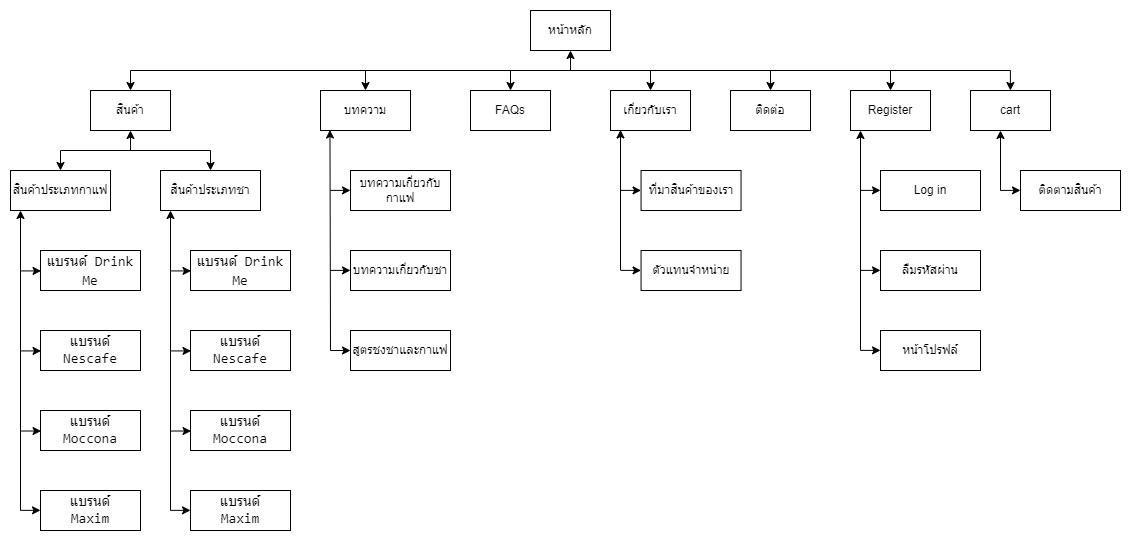 หน้าหลัก
สินค้า
บทความ
FAQs
เกี่ยวกับเรา
ติดต่อ
Register
cart
สินค้าประเภทกาแฟ
สินค้าประเภทชา
บทความเกี่ยวกับ
กาแฟ
ที่มาสินค้าของเรา
Log in
ติดตามสินค้า
แบรนด์ Drink
Me
แบรนด์ Drink
Me
บทความเกี่ยวกับชา
ตัวแทนจำหน่าย
ลืมรหัสผ่าน
แบรนด์
Nescafe
แบรนด์
Nescafe
สูตรชงชาและกาแฟ
หน้าโปรฟล์
แบรนด์
Moccona
แบรนด์
Moccona
แบรนด์
Maxim
แบรนด์
Maxim